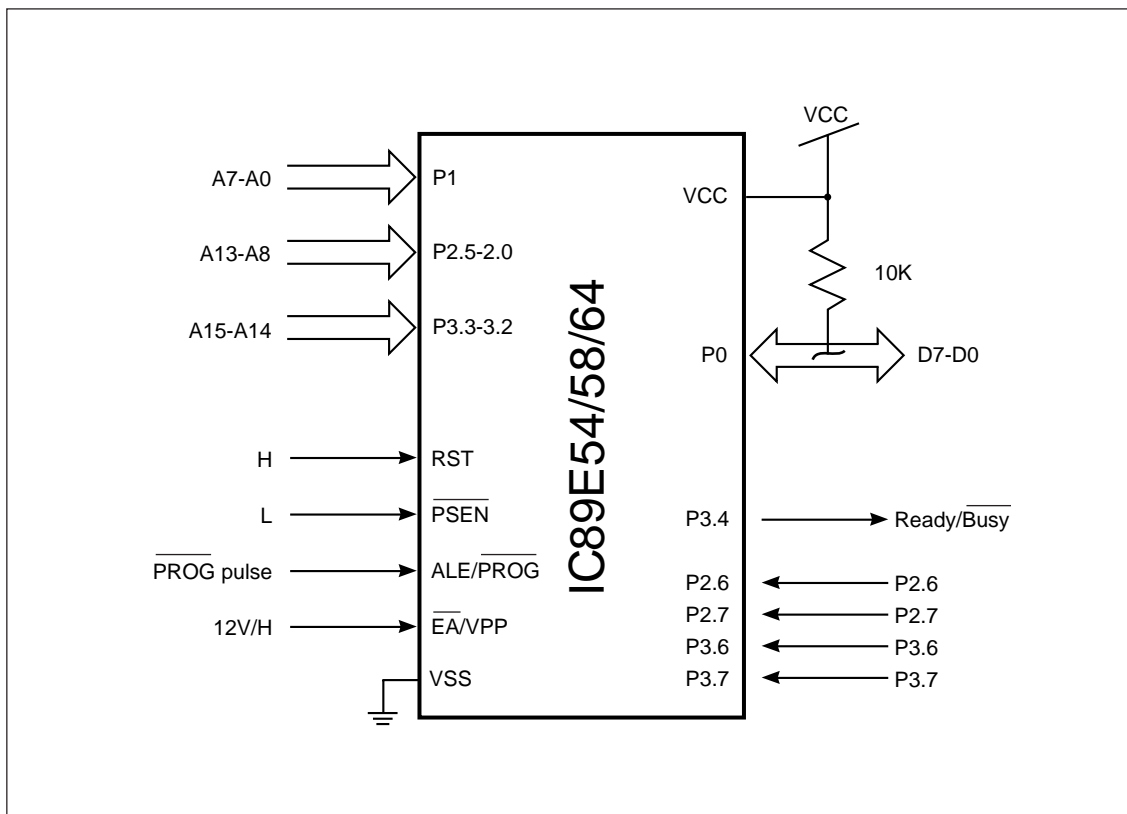 VCC
A7-A0
P1
VCC
A13-A8
P2.5-2.0
10K
A15-A14
P3.3-3.2
P0
D7-D0
IC89E54/58/64
H
RST
L
PSEN
P3.4
Ready/Busy
PROG pulse
ALE/PROG
P2.6
P2.6
P2.7
P2.7
12V/H
EA/VPP
P3.6
P3.6
VSS
P3.7
P3.7